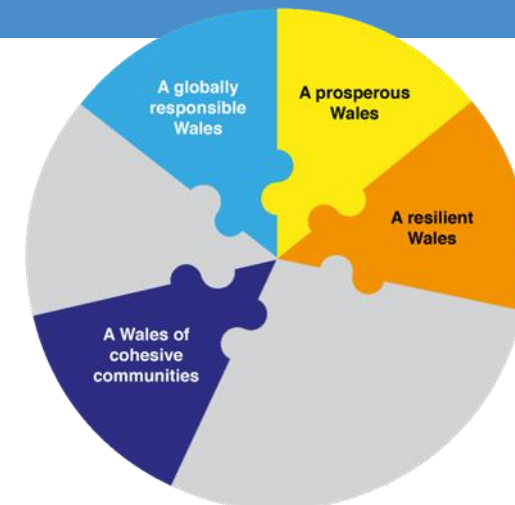 A globally
responsible
Wales
A prosperous
Wales
A resilient
Wales
A Wales of
cohesive
communities